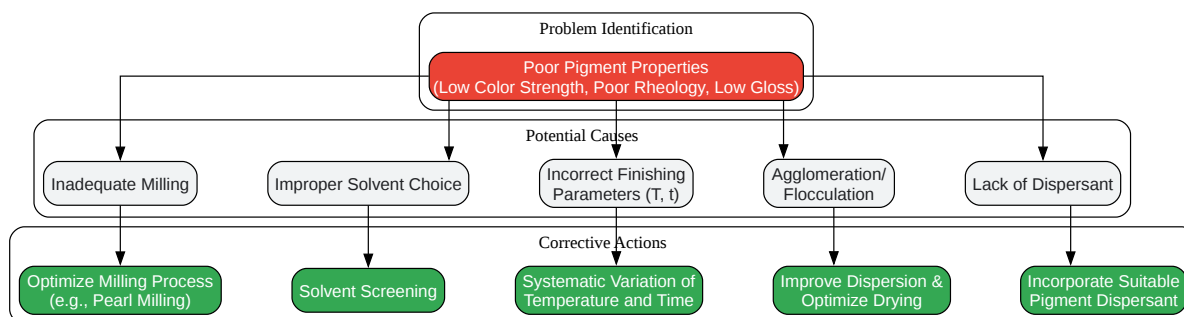 Problem Identification
Poor Pigment Properties
(Low Color Strength, Poor Rheology, Low Gloss)
Potential Causes
Inadequate Milling
Improper Solvent Choice
Incorrect Finishing
Parameters (T, t)
Agglomeration/
Flocculation
Lack of Dispersant
Corrective Actions
Optimize Milling Process
(e.g., Pearl Milling)
Solvent Screening
Systematic Variation of
Temperature and Time
Improve Dispersion &
Optimize Drying
Incorporate Suitable
Pigment Dispersant